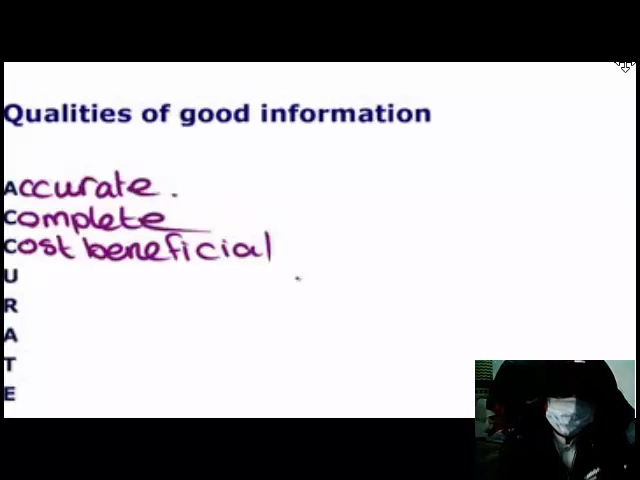 Qualities of good information
Accurate.
Complete
Cost beneficial
U
R
A
T
E